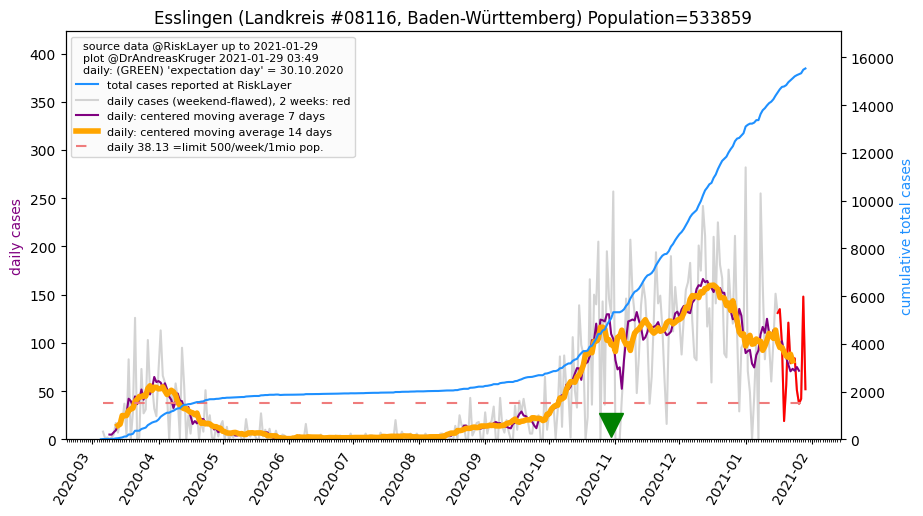 Esslingen (Landkreis #08116, Baden-Württemberg) Population=533859
source data @RiskLayer up to 2021-01-29
plot @DrAndreasKruger 2021-01-29 03:49
daily: (GREEN) 'expectation day' = 30.10.2020
total cases reported at RiskLayer
daily cases (weekend-flawed), 2 weeks: red
daily: centered moving average 7 days
daily: centered moving average 14 days
daily 38.13 =limit 500/week/1mio pop.
daily cases
400
350
300
250
200
150
100
50
0
cumulative total cases
16000
14000
12000
10000
8000
6000
4000
2000
0
2020-03
2020-04
2020-05
2020-06
2020-07
2020-08
2020-09
2020-10
2020-11
2020-12
2021-01
2021-02